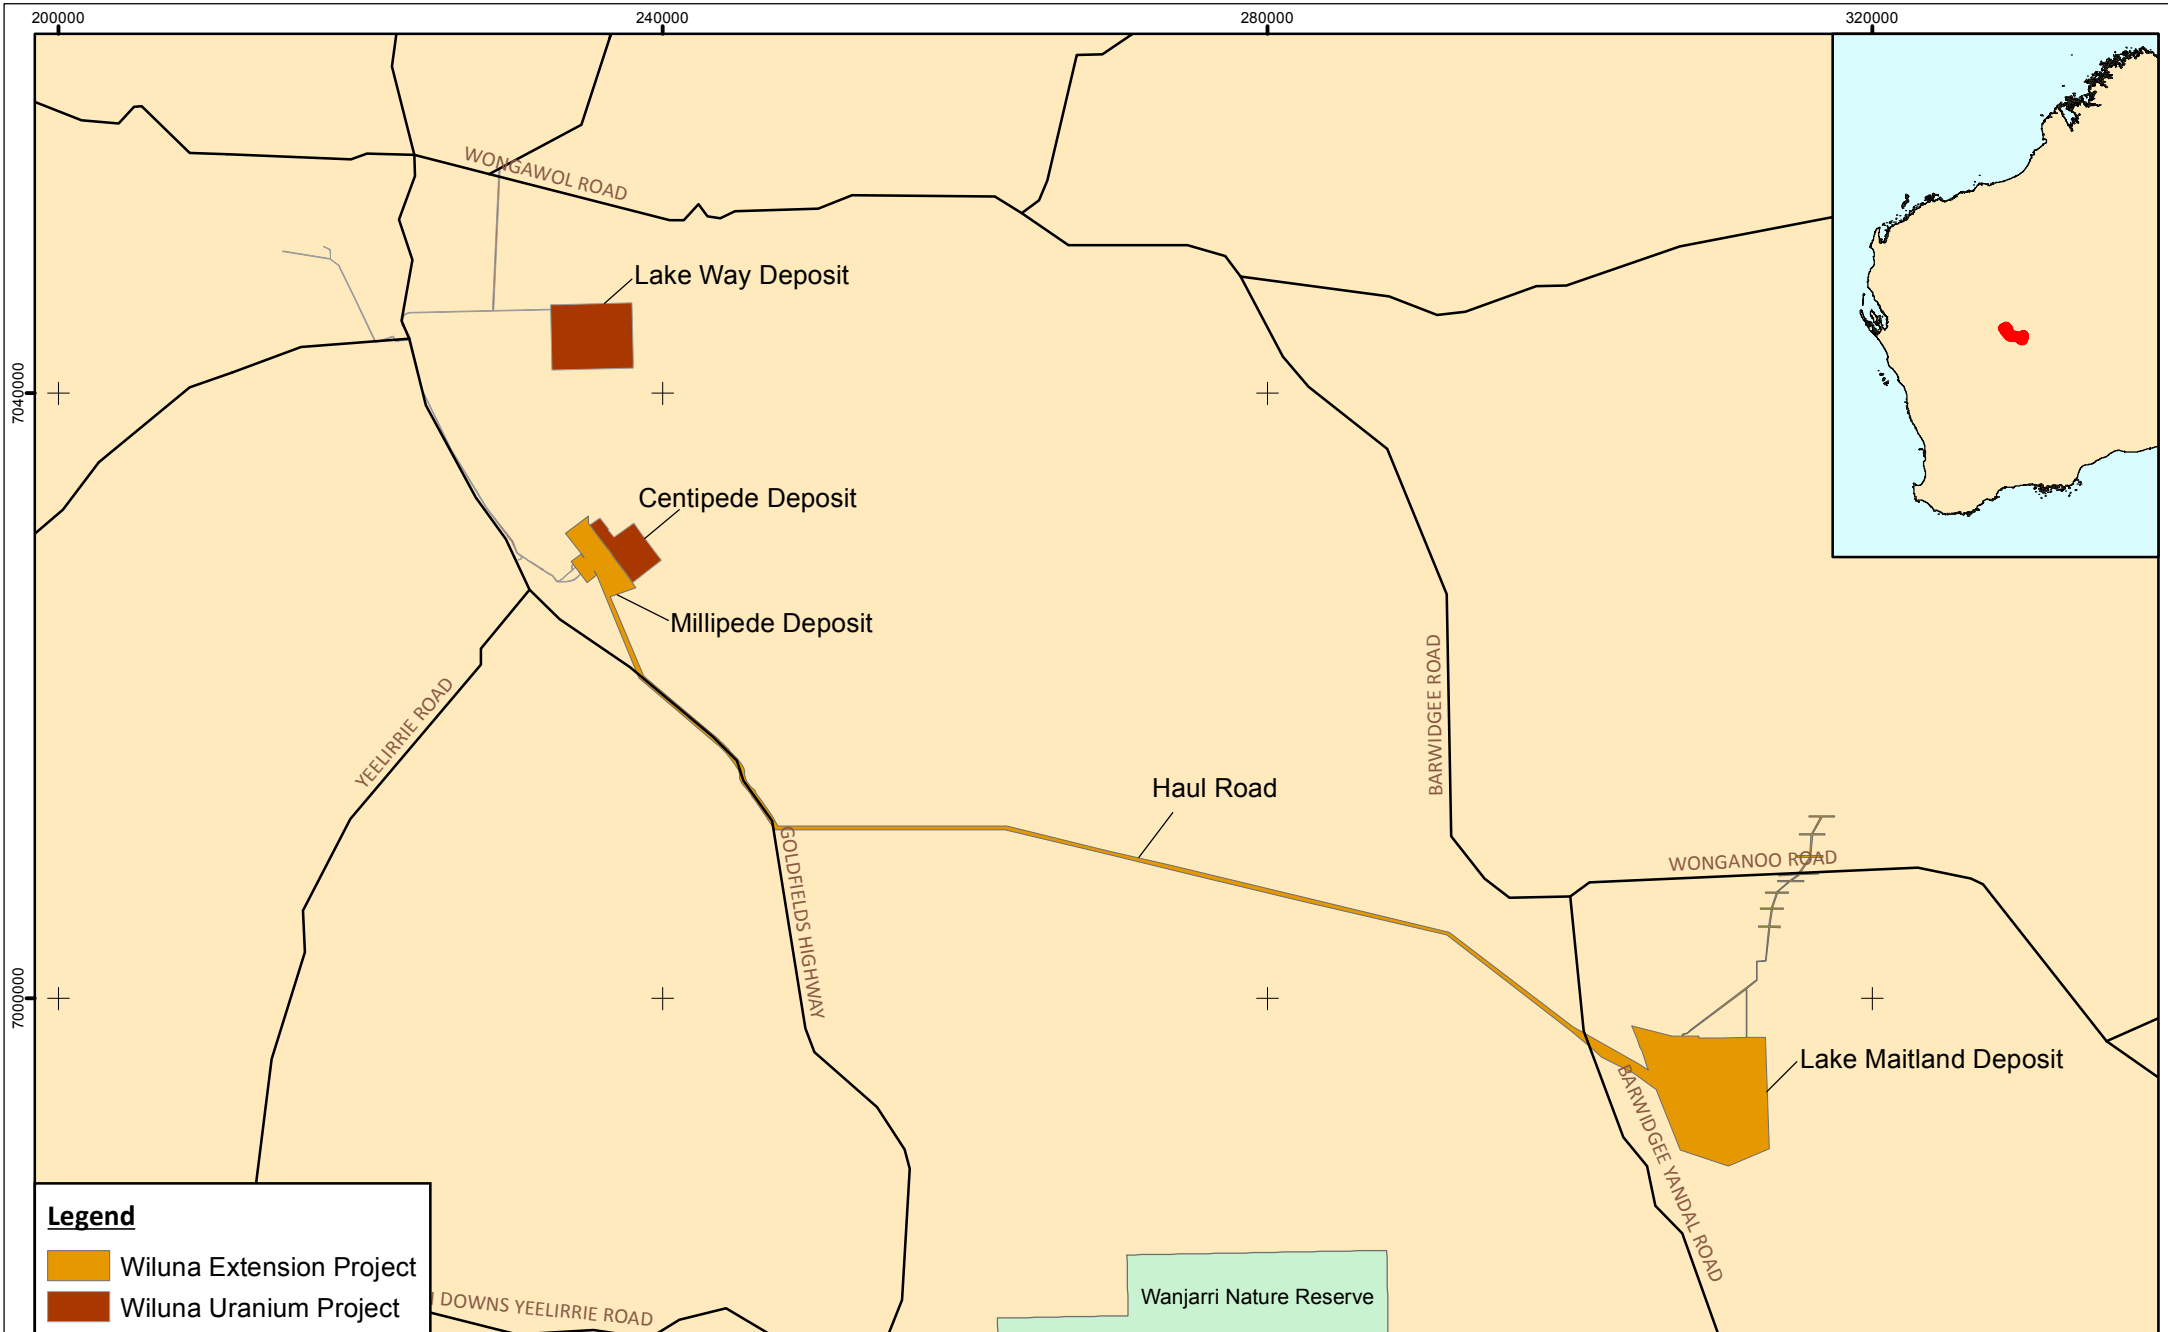 200000
240000
280000
320000
WONGAWOL ROAD
Lake Way Deposit
7040000
Centipede Deposit
Millipede Deposit
BARWIDGEE ROAD
YEELIRRIE ROAD
Haul Road
GOLDFIELDS HIGHWAY
WONGANOO ROAD
7000000
Lake Maitland Deposit
BARWIDGEE YANDAL ROAD
Legend
Wiluna Extension Project
Wiluna Uranium Project
DOWNS YEELIRRIE ROAD
Wanjarri Nature Reserve